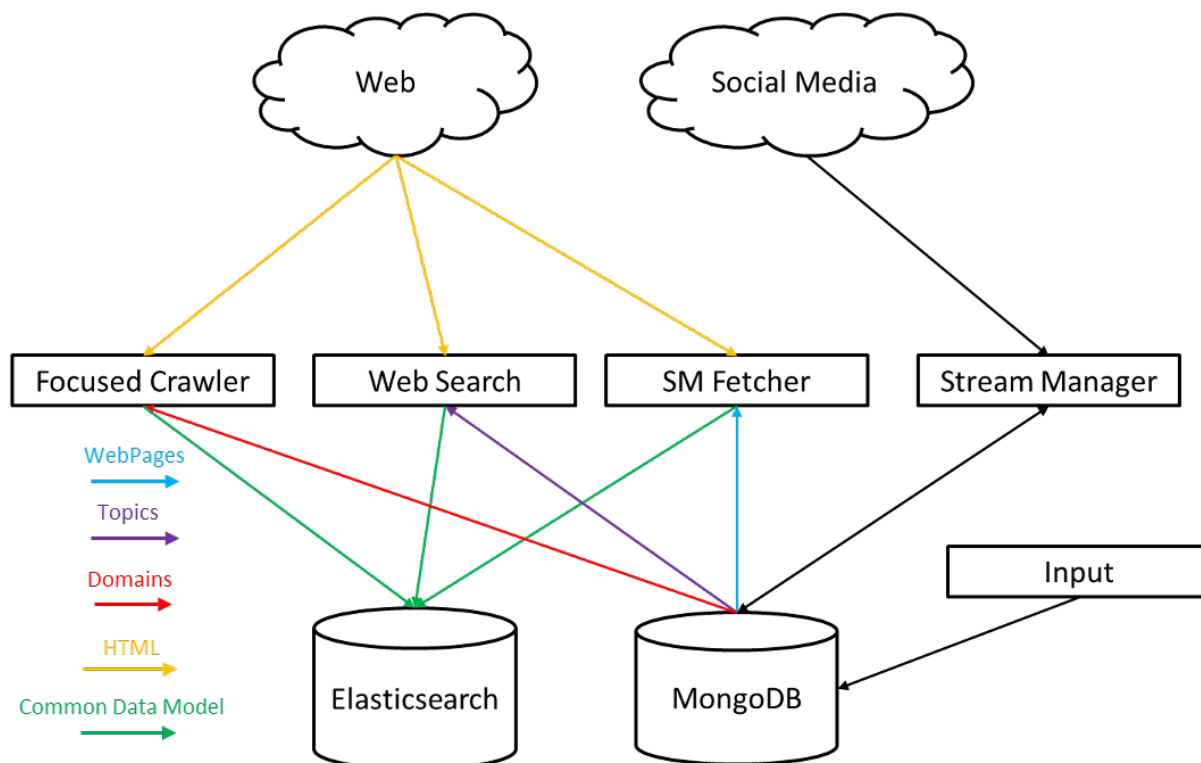 Web
Social Media
Focused Crawler
Web Search
SM Fetcher
Stream Manager
WebPages
Topics
Domains
Input
HTML
Elasticsearch
MongoDB
Common Data Model